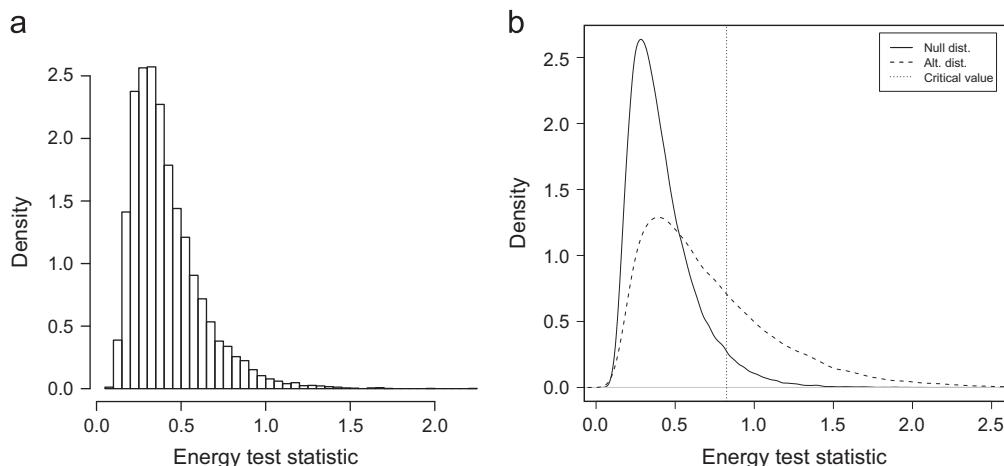 a
Density
2.5
2.0
1.5
1.0
0.5
0.0
0.0 0.5 1.0 1.5 2.0
Energy test statistic
b
Density
2.5
2.0
1.5
1.0
0.5
0.0
Null dist.
Alt. dist.
Critical value
0.0 0.5 1.0 1.5 2.0 2.5
Energy test statistic